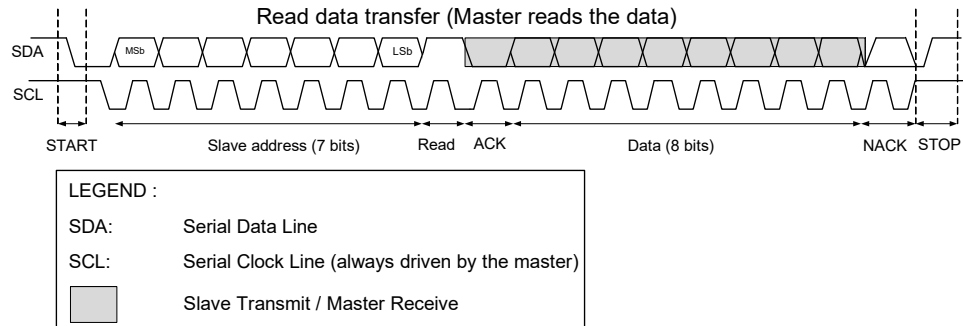 Read data transfer (Master reads the data)
SDA MSb LSb
SCL
START Slave address (7 bits) Read ACK Data (8 bits) NACK STOP
LEGEND :
SDA: Serial Data Line
SCL: Serial Clock Line (always driven by the master)
Slave Transmit / Master Receive